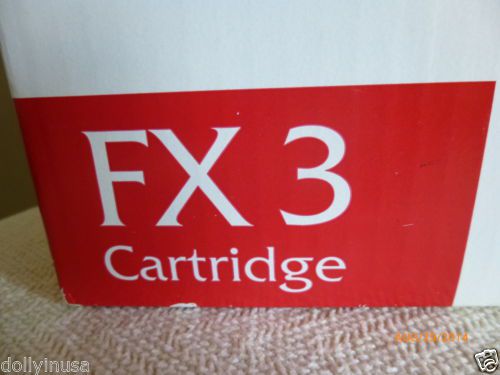 FX 3
Cartridge
dollyinusa